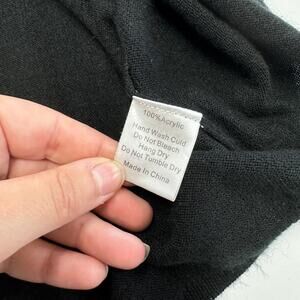 100%Acrylic
Hand Wash Cold
Do Not Bleach
Hang Dry
Do Not Tumble Dry
Made In China